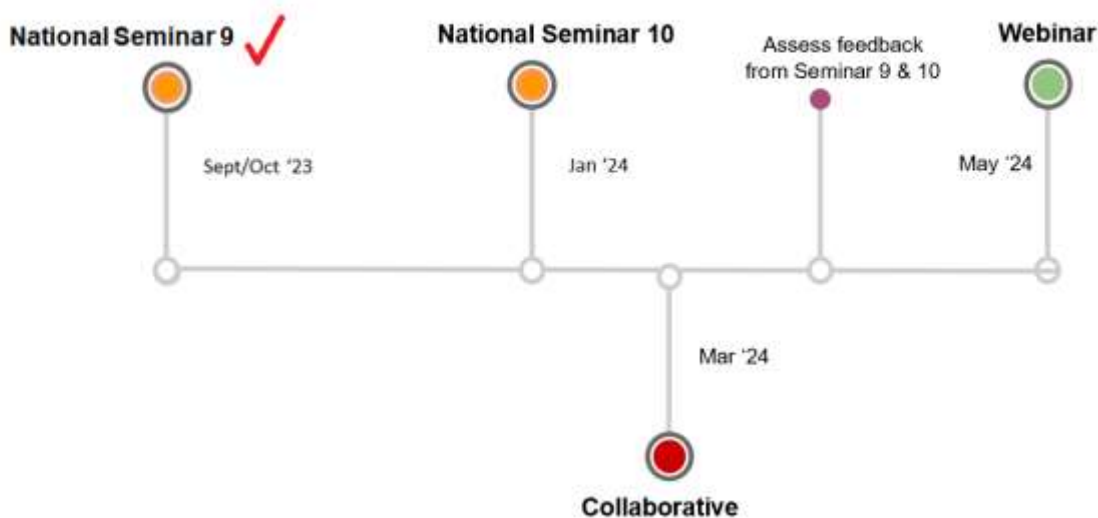 National Seminar 9
National Seminar 10
Assess feedback
from Seminar 9 & 10
Webinar
Sept/Oct ‘23
Jan ‘24
May ‘24
Mar ‘24
Collaborative